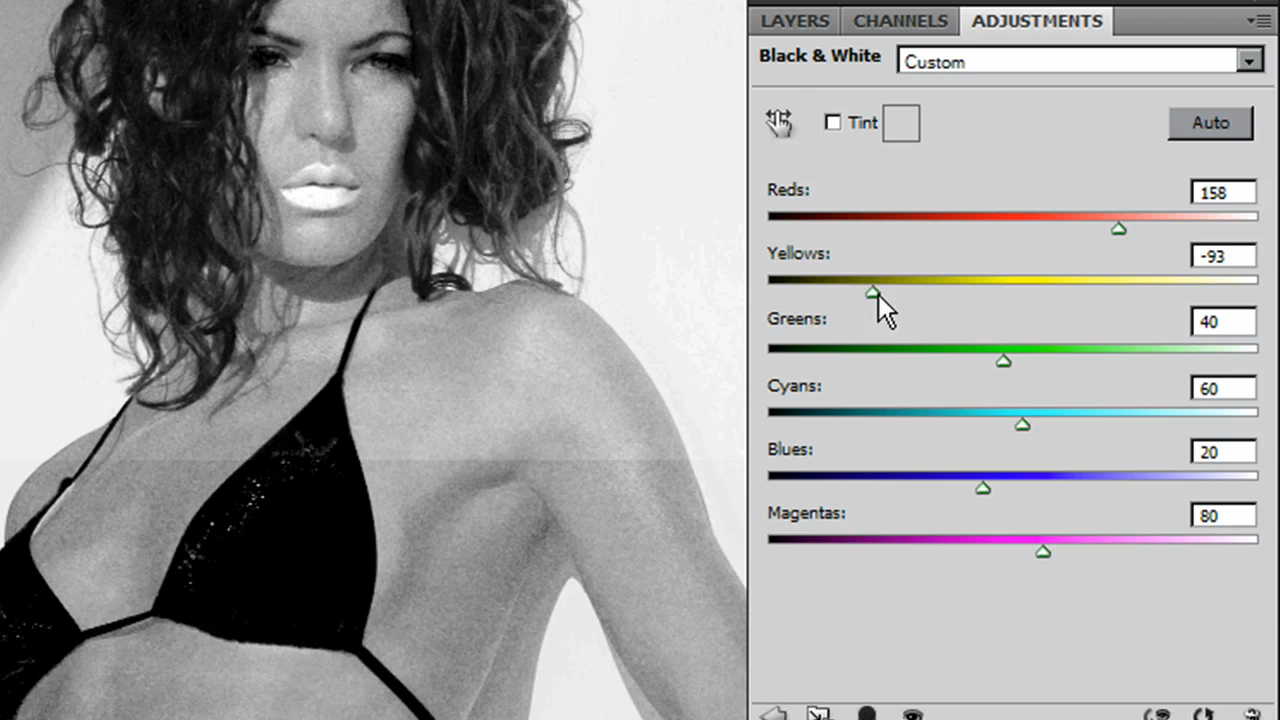 LAYERS CHANNELS ADJUSTMENTS
Black & White Custom
Tint Auto
Reds: 158
Yellows: -93
Greens: 40
Cyans: 60
Blues: 20
Magentas: 80